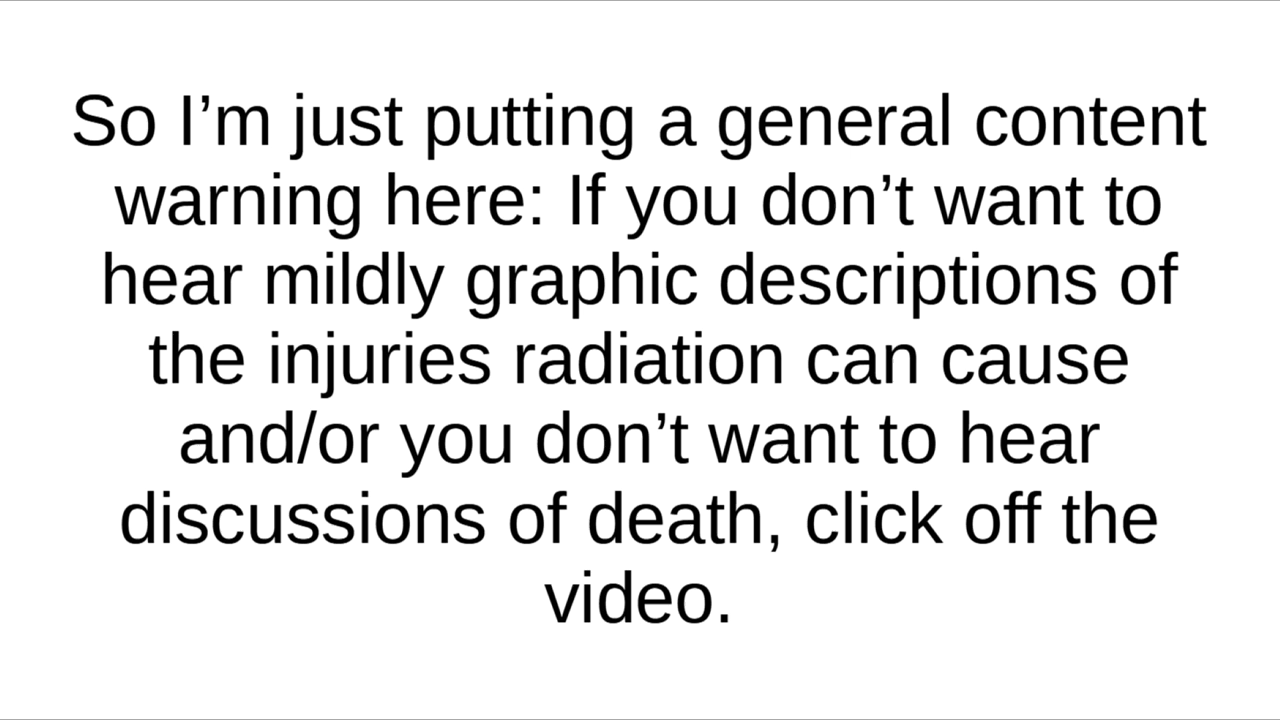 So I’m just putting a general content
warning here: If you don’t want to
hear mildly graphic descriptions of
the injuries radiation can cause
and/or you don’t want to hear
discussions of death, click off the
video.